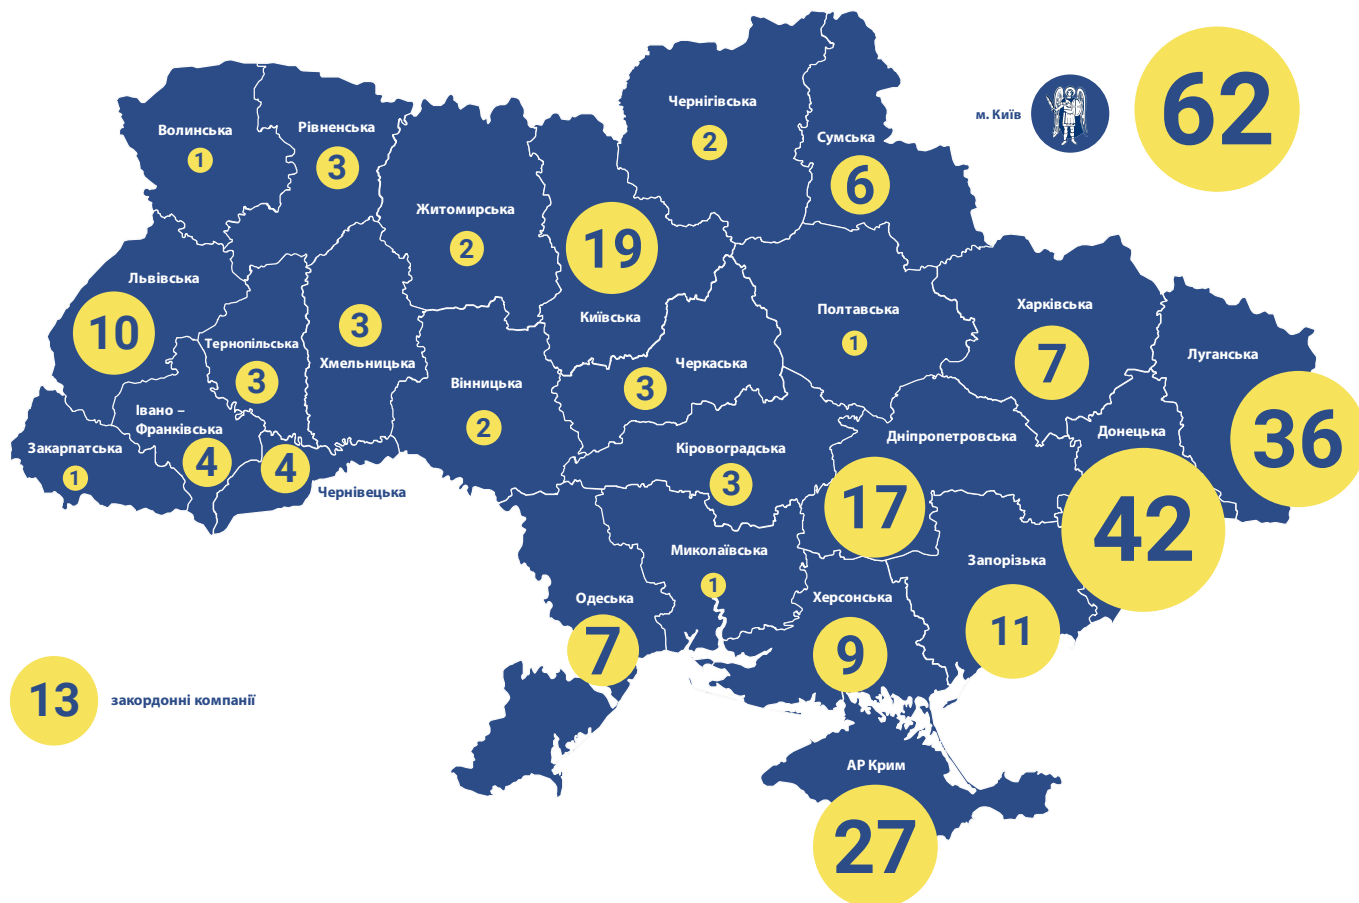 м. Київ
62
Чернігівська
2
Сумська
6
Волинська
1
Рівненська
3
Житомирська
2
19
Київська
Львівська
10
Тернопільська
3
3
Хмельницька
Вінницька
2
Черкаська
3
Полтавська
1
Харківська
7
Луганська
36
Закарпатська
1
Івано –
Франківська
4
4
Чернівецька
Кіровоградська
3
Дніпропетровська
17
Донецька
42
Миколаївська
1
Одеська
7
Херсонська
9
Запорізька
11
13
закордонні компанії
АР Крим
27